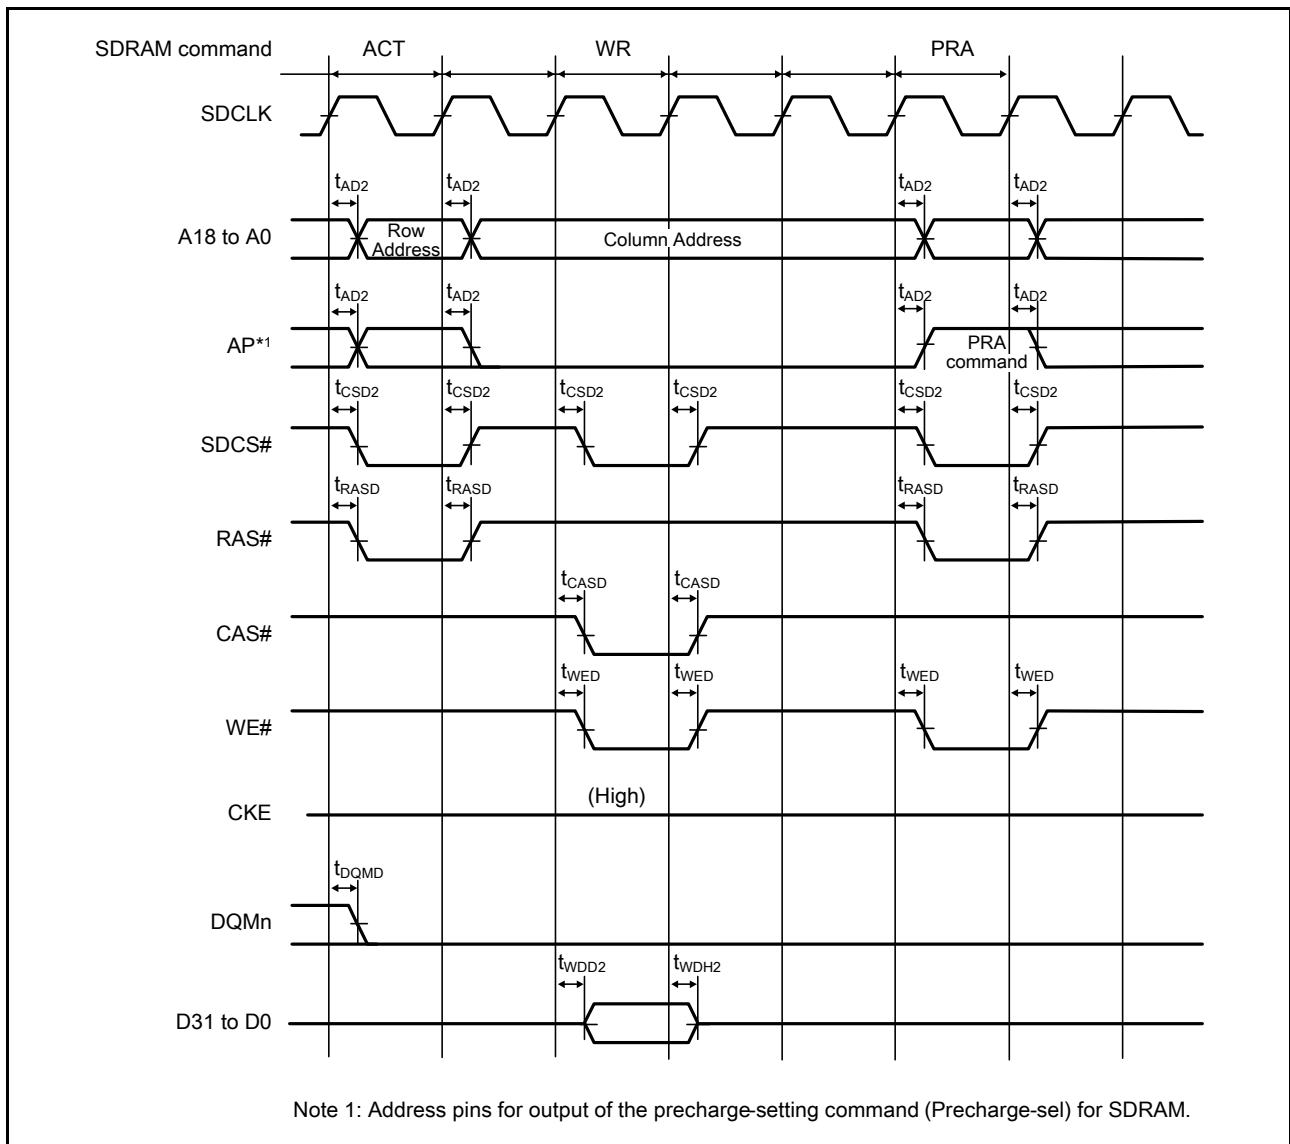 SDRAM command ACT WR PRA
SDCLK
tAD2 tAD2 tAD2 tAD2
A18 to A0 Row Address Column Address
tAD2 tAD2 tAD2 tAD2
AP*1 PRA command
tCSD2 tCSD2 tCSD2 tCSD2 tCSD2 tCSD2
SDCS#
tRASD tRASD tRASD tRASD
RAS#
tCASD tCASD
CAS#
tWED tWED tWED tWED
WE#
(High)
CKE
tDQMD
DQMn
tWDD2 tWDH2
D31 to D0
Note 1: Address pins for output of the precharge-setting command (Precharge-sel) for SDRAM.